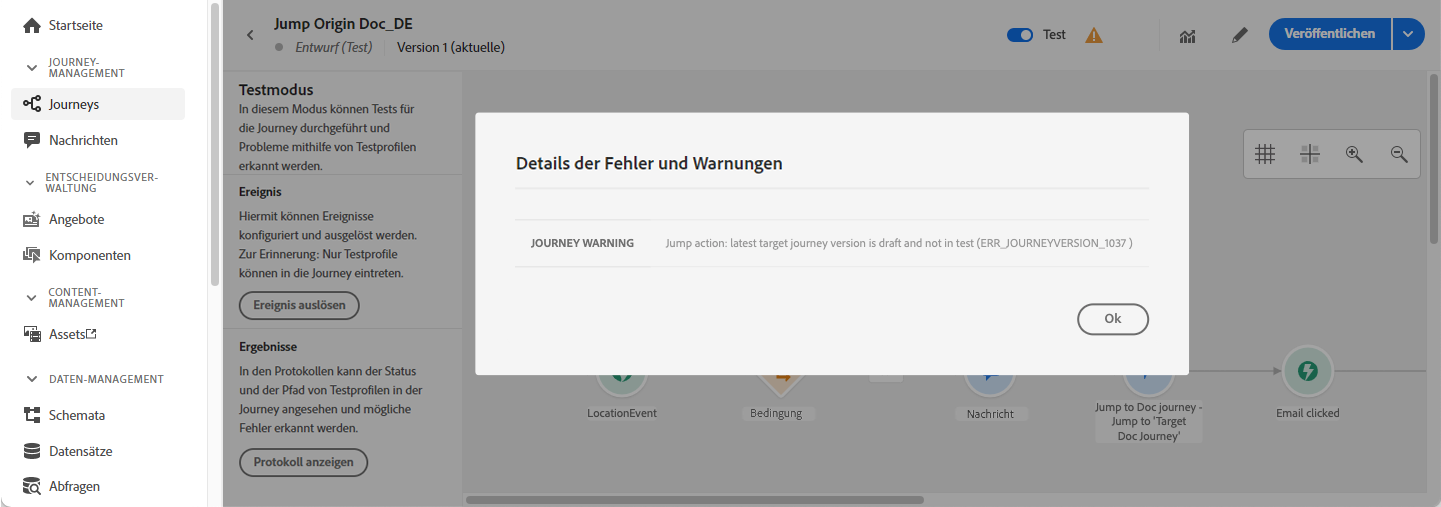 Startseite
JOURNEY-
MANAGEMENT
Journeys
Nachrichten
ENTSCHEIDUNGSVER-
WALTUNG
Angebote
Komponenten
CONTENT-
MANAGEMENT
Assets
DATEN-MANAGEMENT
Schemata
Datensätze
Abfragen
Jump Origin Doc_DE
Entwurf (Test)
Version 1 (aktuelle)
Test
Veröffentlichen
Testmodus
In diesem Modus können Tests für
die Journey durchgeführt und
Probleme mithilfe von Testprofilen
erkannt werden.
Ereignis
Hiermit können Ereignisse
konfiguriert und ausgelöst werden.
Zur Erinnerung: Nur Testprofile
können in die Journey eintreten.
Ereignis auslösen
Ergebnisse
In den Protokollen kann der Status
und der Pfad von Testprofilen in der
Journey angesehen und mögliche
Fehler erkannt werden.
Protokoll anzeigen
Details der Fehler und Warnungen
JOURNEY WARNING
Jump action: latest target journey version is draft and not in test (ERR_JOURNEYVERSION_1037 )
Ok
LocationEvent
Bedingung
Nachricht
Jump to Doc journey -
Jump to 'Target
Doc Journey'
Email clicked